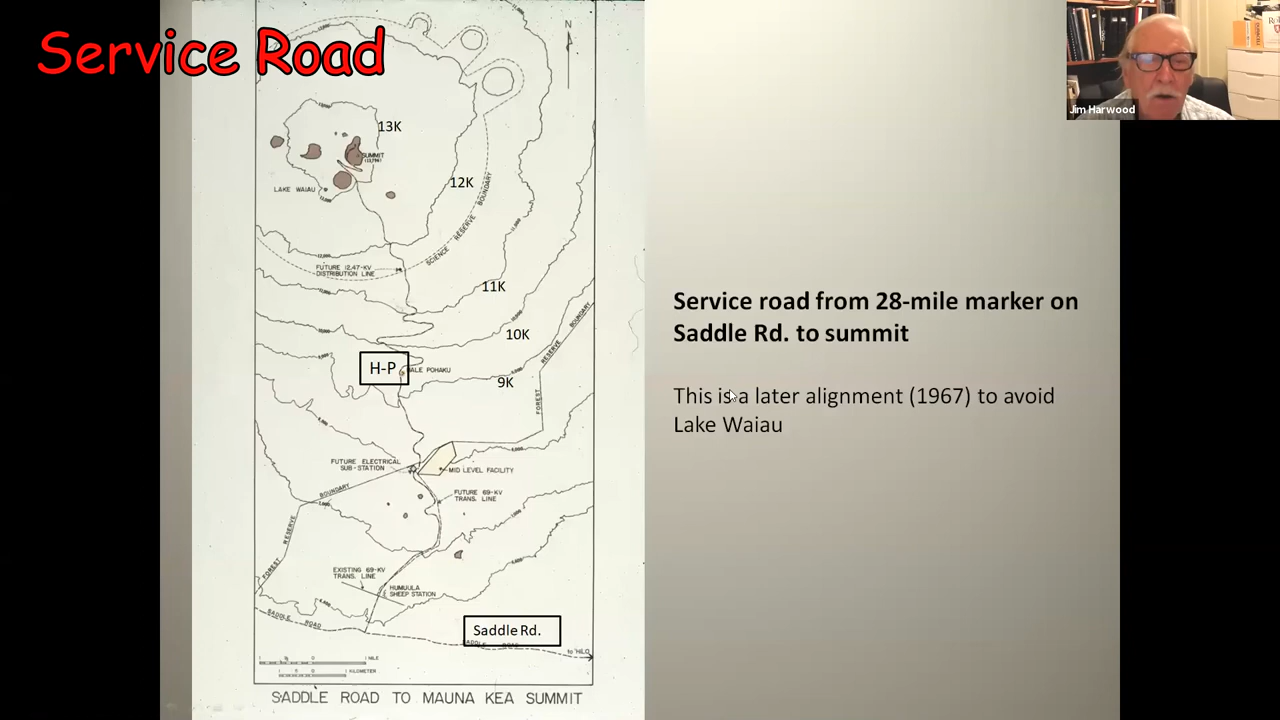 Service Road
Jim Harwood
N
13K
SUMMIT
LAKE WAIAU
12K
SCIENCE RESERVE BOUNDARY
FUTURE 12.47-KV
DISTRIBUTION LINE
11K
10K
H-P
HALE POHAKU
9K
FOREST RESERVE BOUNDARY
FUTURE ELECTRICAL
SUB-STATION
MID LEVEL FACILITY
FUTURE 69-KV
TRANS. LINE
FOREST RESERVE BOUNDARY
EXISTING 69-KV
TRANS. LINE
HUMUULA
SHEEP STATION
SADDLE ROAD
Saddle Rd.
SADDLE ROAD
to HILO
1 MILE
1 KILOMETER
SADDLE ROAD TO MAUNA KEA SUMMIT
Service road from 28-mile marker on
Saddle Rd. to summit
This is a later alignment (1967) to avoid
Lake Waiau